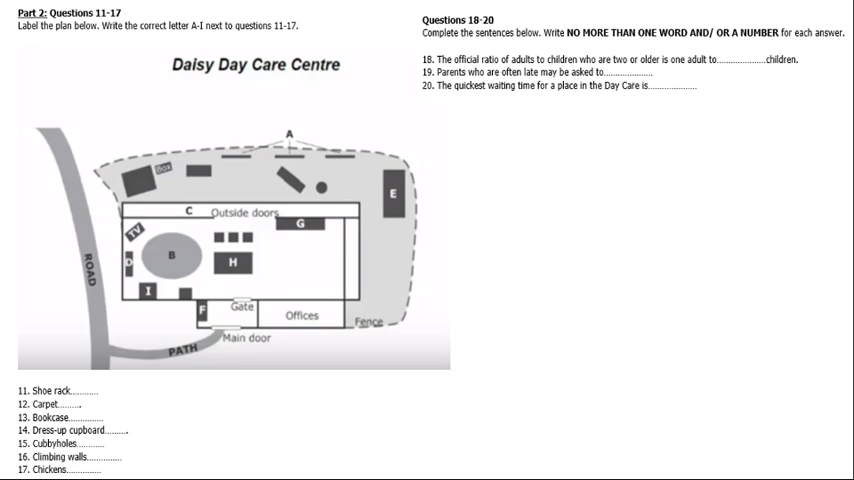 Part 2: Questions 11-17
Label the plan below. Write the correct letter A-I next to questions 11-17.
Daisy Day Care Centre
A
Box
E
C Outside doors
G
TV
B
D
H
I
F
Gate
Offices
Fence
Main door
ROAD
PATH
11. Shoe rack...........
12. Carpet.........
13. Bookcase..............
14. Dress-up cupboard.........
15. Cubbyholes...........
16. Climbing walls..............
17. Chickens..............
Questions 18-20
Complete the sentences below. Write NO MORE THAN ONE WORD AND/ OR A NUMBER for each answer.
18. The official ratio of adults to children who are two or older is one adult to....................children.
19. Parents who are often late may be asked to....................
20. The quickest waiting time for a place in the Day Care is....................